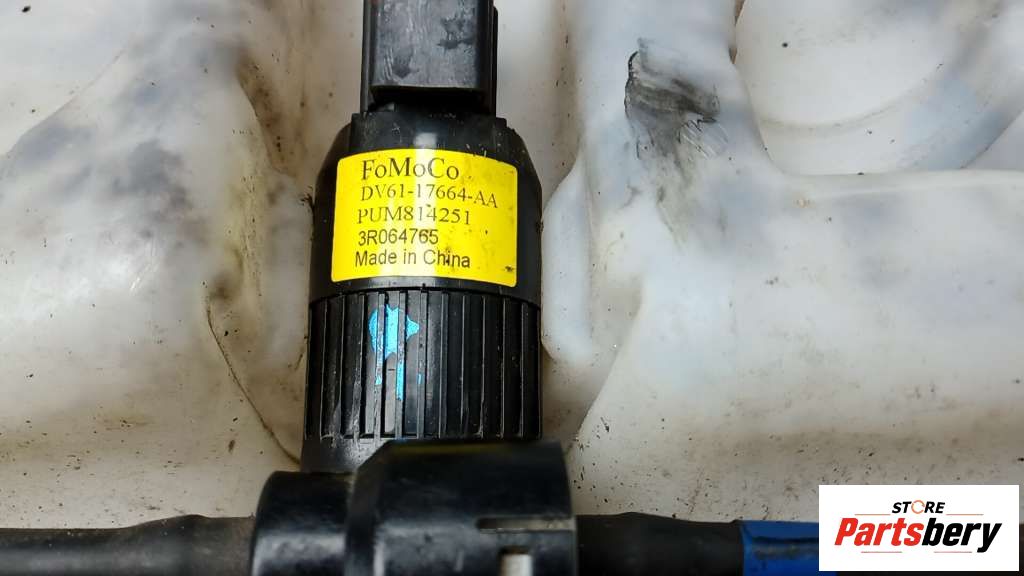 FoMoCo
DV61-17664-AA
PUM814251
3R064765
Made in China
STORE
Partsbery